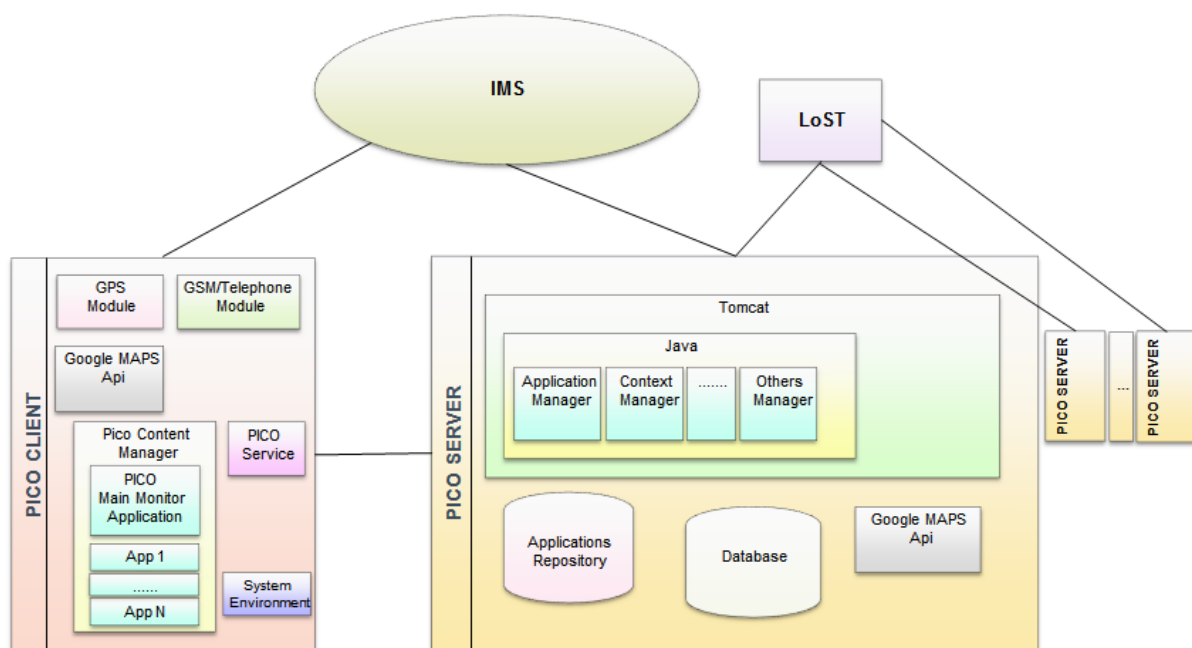 IMS
LoST
PICO CLIENT
GPS
Module
GSM/Telephone
Module
Google MAPS
Api
Pico Content
Manager
PICO
Main Monitor
Application
App 1
......
App N
PICO
Service
System
Environment
PICO SERVER
Tomcat
Java
Application
Manager
Context
Manager
.......
Others
Manager
Applications
Repository
Database
Google MAPS
Api
PICO SERVER
...
PICO SERVER